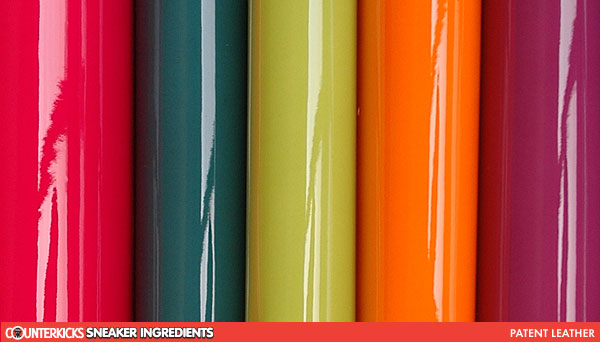 COUNTERKICKS SNEAKER INGREDIENTS PATENT LEATHER